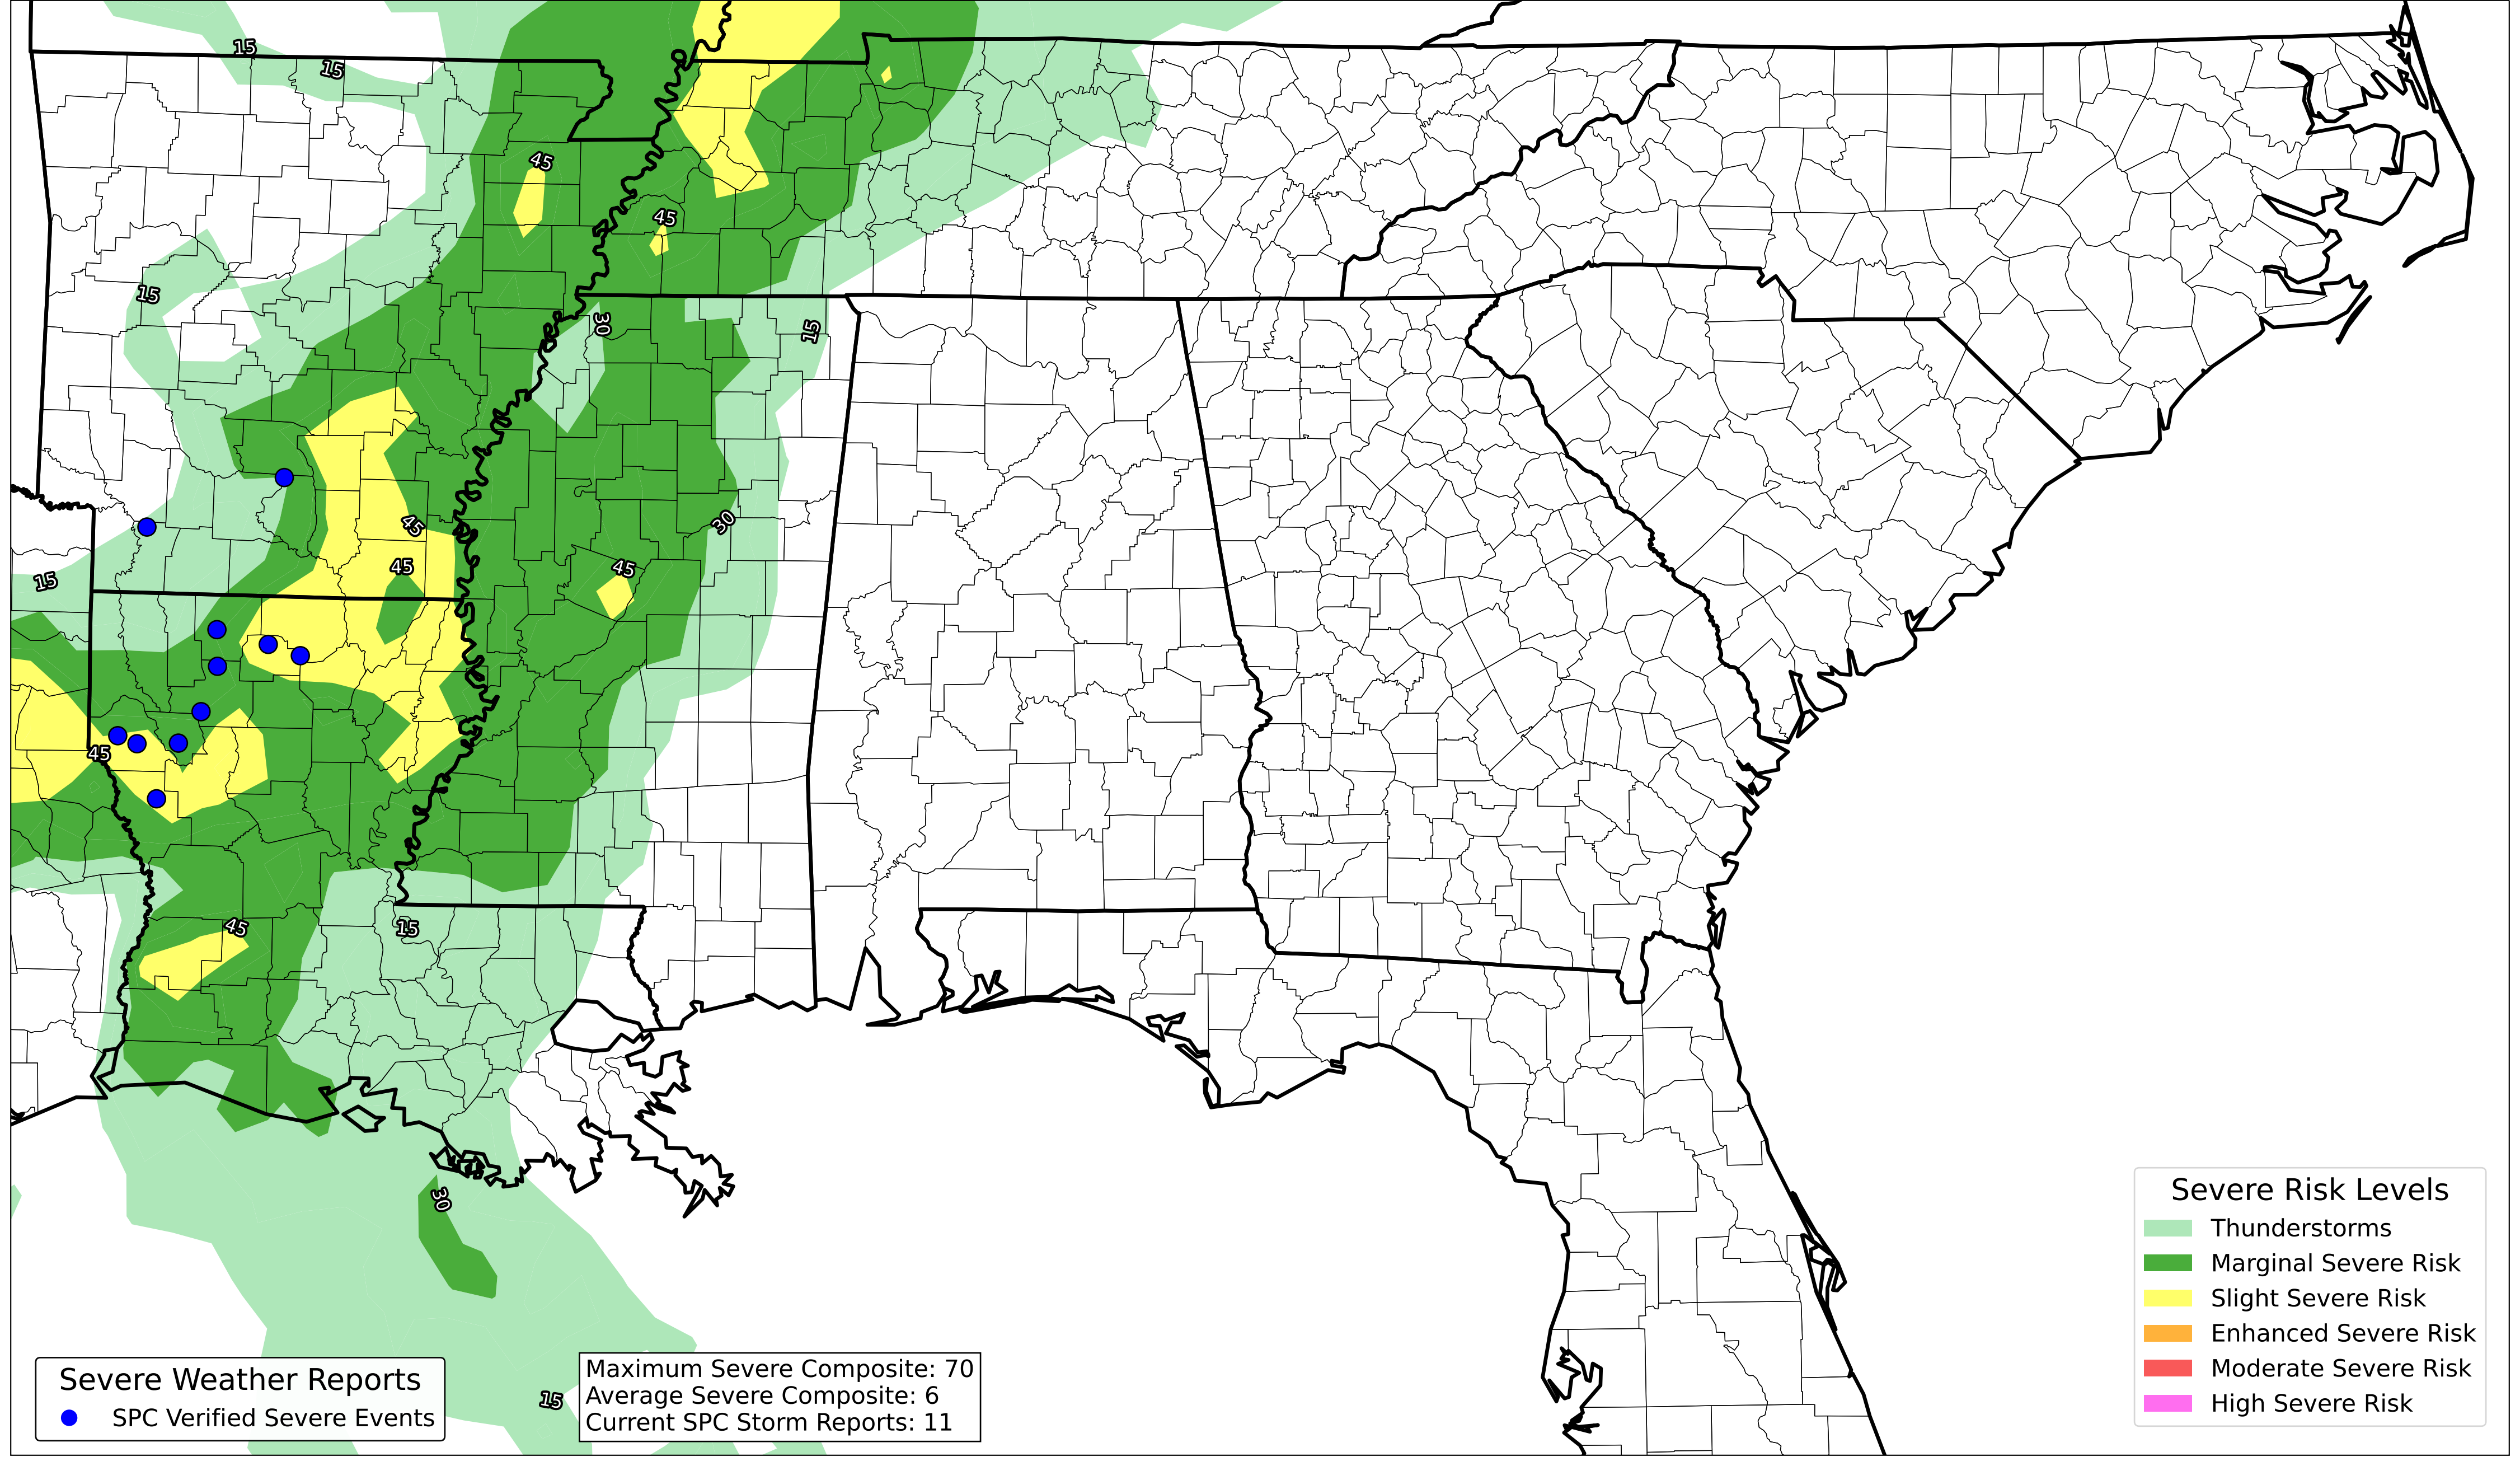 15
15
45
45
15
30
15
45
30
45
15
45
45
45
15
30
15
Severe Weather Reports
SPC Verified Severe Events
Maximum Severe Composite: 70
Average Severe Composite: 6
Current SPC Storm Reports: 11
Severe Risk Levels
Thunderstorms
Marginal Severe Risk
Slight Severe Risk
Enhanced Severe Risk
Moderate Severe Risk
High Severe Risk